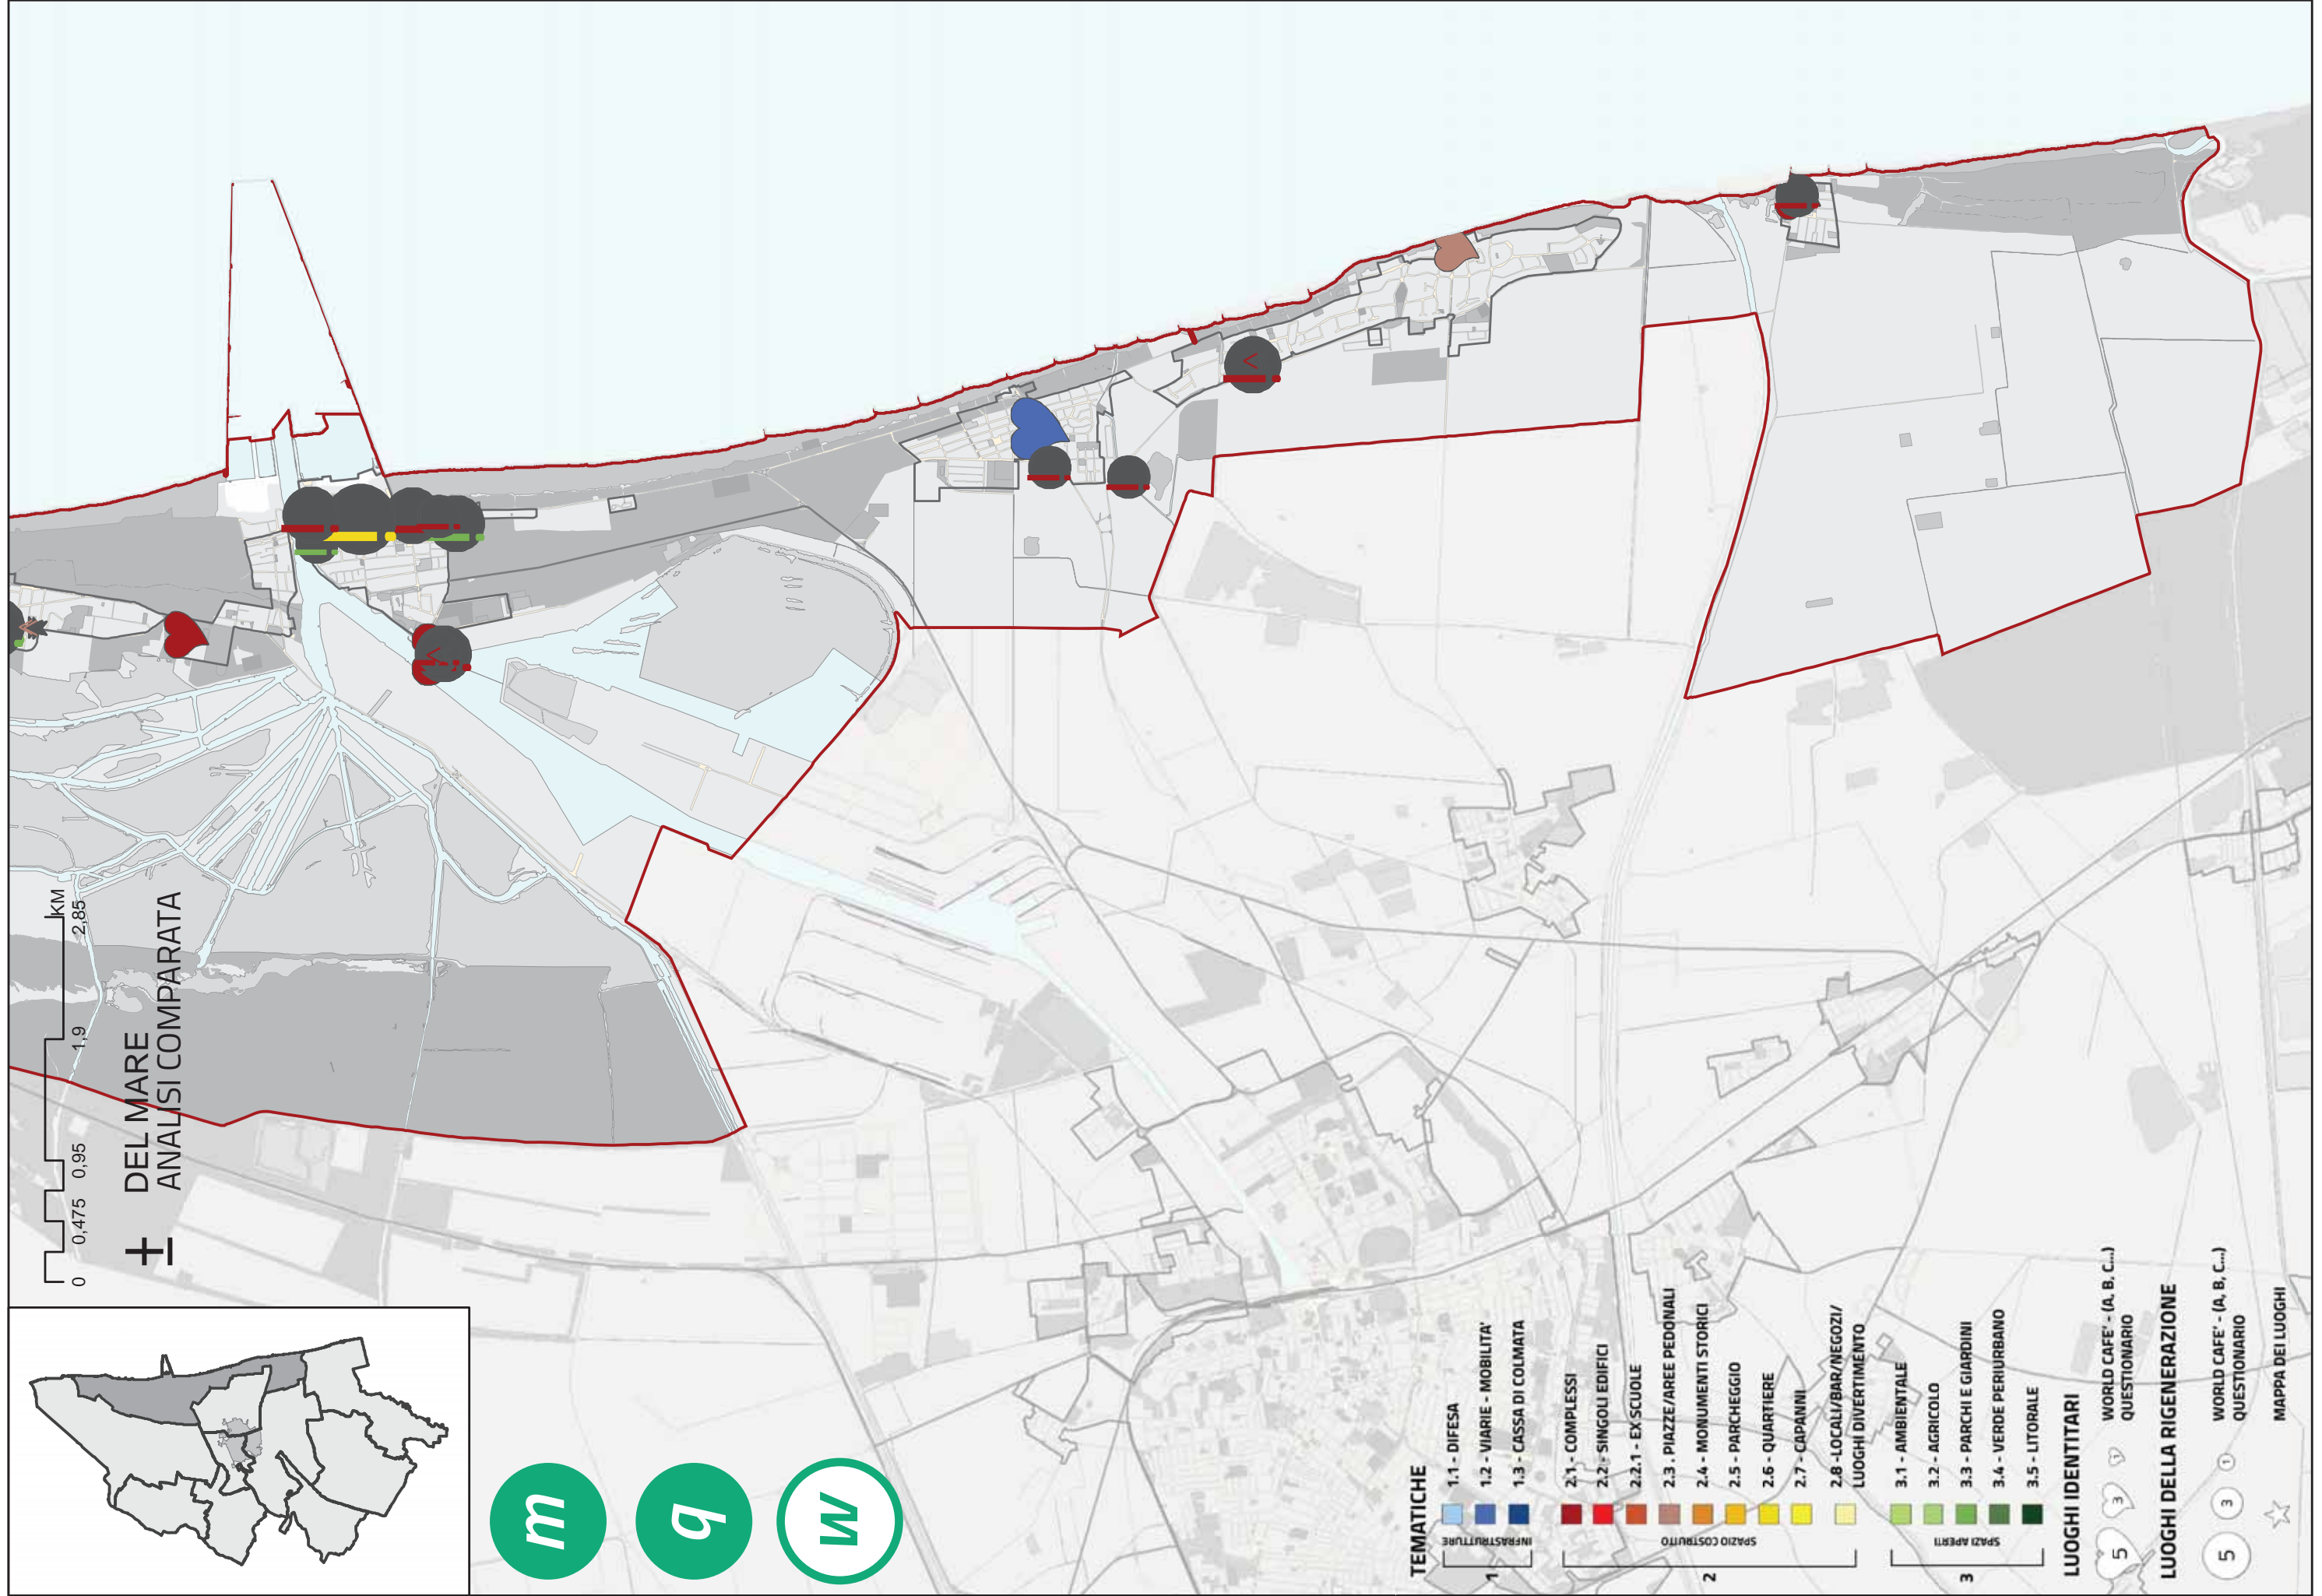 0 0,475 0,95 1,9 2,85
KM
±
DEL MARE
ANALISI COMPARATA
m
q
w
TEMATICHE
1
INFRASTRUTTURE
1.1 - DIFESA
1.2 - VIARIE - MOBILITA'
1.3 - CASSA DI COLMATA
2
SPAZIO COSTRUITO
2.1 - COMPLESSI
2.2 - SINGOLI EDIFICI
2.2.1 - EX SCUOLE
2.3 . PIAZZE/AREE PEDONALI
2.4 - MONUMENTI STORICI
2.5 - PARCHEGGIO
2.6 - QUARTIERE
2.7 - CAPANNI
2.8 -LOCALI/BAR/NEGOZI/
LUOGHI DIVERTIMENTO
3
SPAZI APERTI
3.1 - AMBIENTALE
3.2 - AGRICOLO
3.3 - PARCHI E GIARDINI
3.4 - VERDE PERIURBANO
3.5 - LITORALE
LUOGHI IDENTITARI
5 3 1
WORLD CAFE' - (A, B, C...)
QUESTIONARIO
LUOGHI DELLA RIGENERAZIONE
5 3 1
WORLD CAFE' - (A, B, C...)
QUESTIONARIO
MAPPA DEI LUOGHI